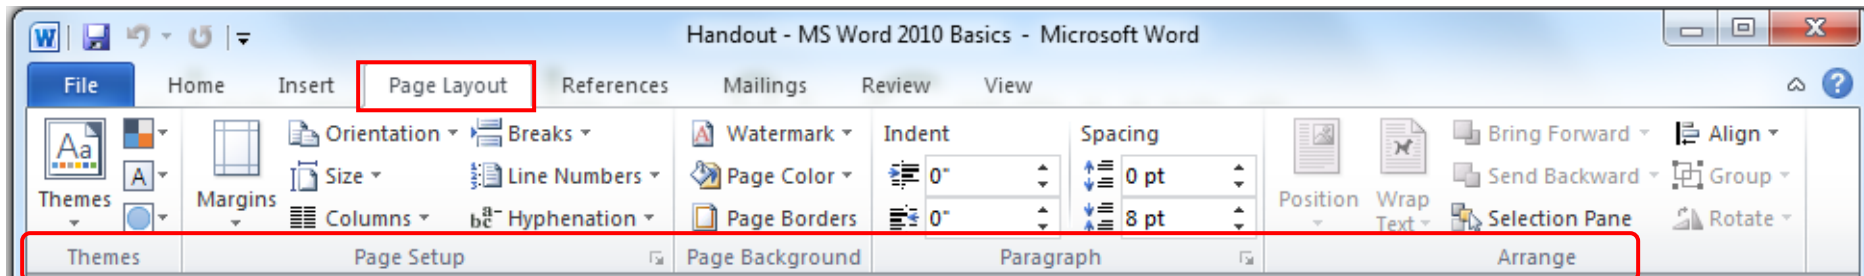 Handout - MS Word 2010 Basics - Microsoft Word
File Home Insert Page Layout References Mailings Review View
Aa Themes
A
Margins
Orientation Breaks
Size Line Numbers
Columns Hyphenation
Watermark
Page Color
Page Borders
Indent Spacing
0" 0 pt
0" 8 pt
Position
Wrap Text
Bring Forward Align
Send Backward Group
Selection Pane Rotate
Themes Page Setup Page Background Paragraph Arrange